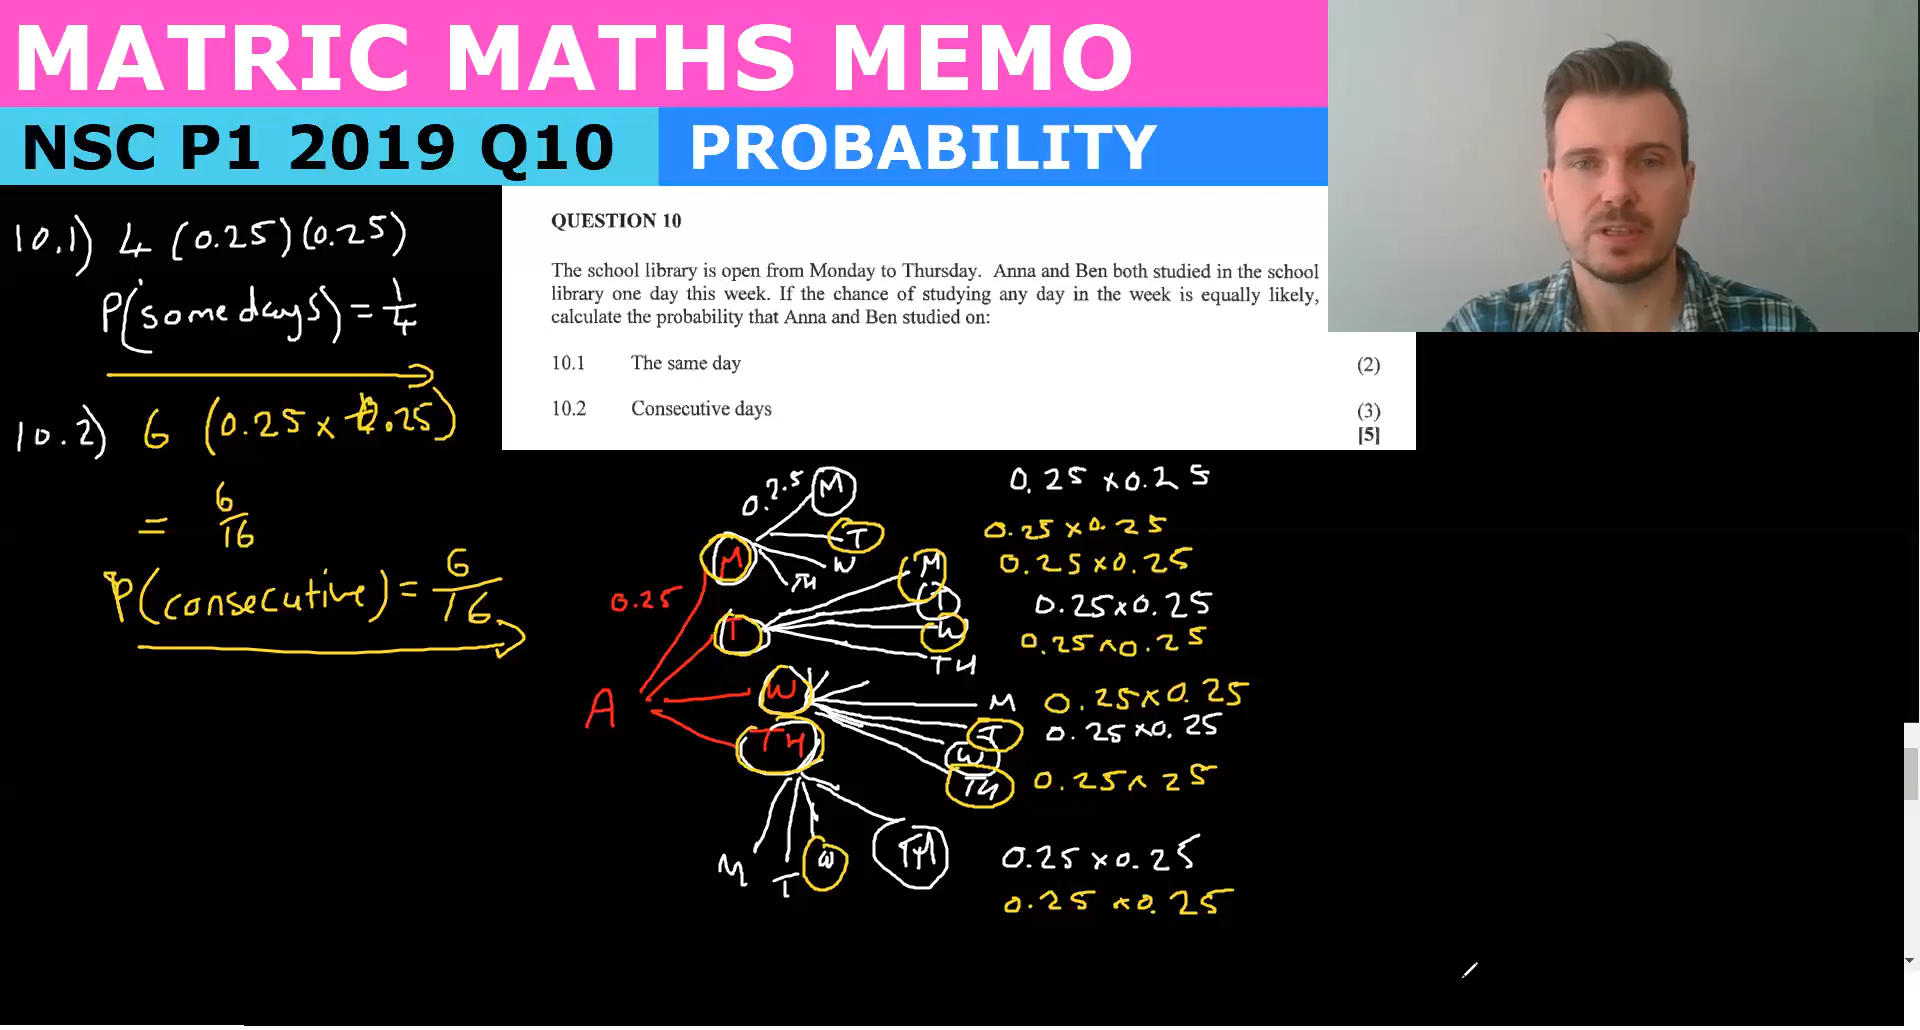 MATRIC MATHS MEMO
NSC P1 2019 Q10
PROBABILITY
10.1) 4 (0.25)(0.25)
P(some days) = 1/4
10.2) 6 (0.25 x 0.25)
= 6/16
P(consecutive) = 6/16
QUESTION 10
The school library is open from Monday to Thursday. Anna and Ben both studied in the school
library one day this week. If the chance of studying any day in the week is equally likely,
calculate the probability that Anna and Ben studied on:
10.1 The same day (2)
10.2 Consecutive days (3)
[5]
A
0.25
M
0.25
M
T
W
TH
T
M
T
W
TH
W
M
T
W
TH
TH
M
T
W
TH
0.25 x 0.25
0.25 x 0.25
0.25 x 0.25
0.25 x 0.25
0.25 x 0.25
0.25 x 0.25
0.25 x 0.25
0.25 x 25
0.25 x 0.25
0.25 x 0.25